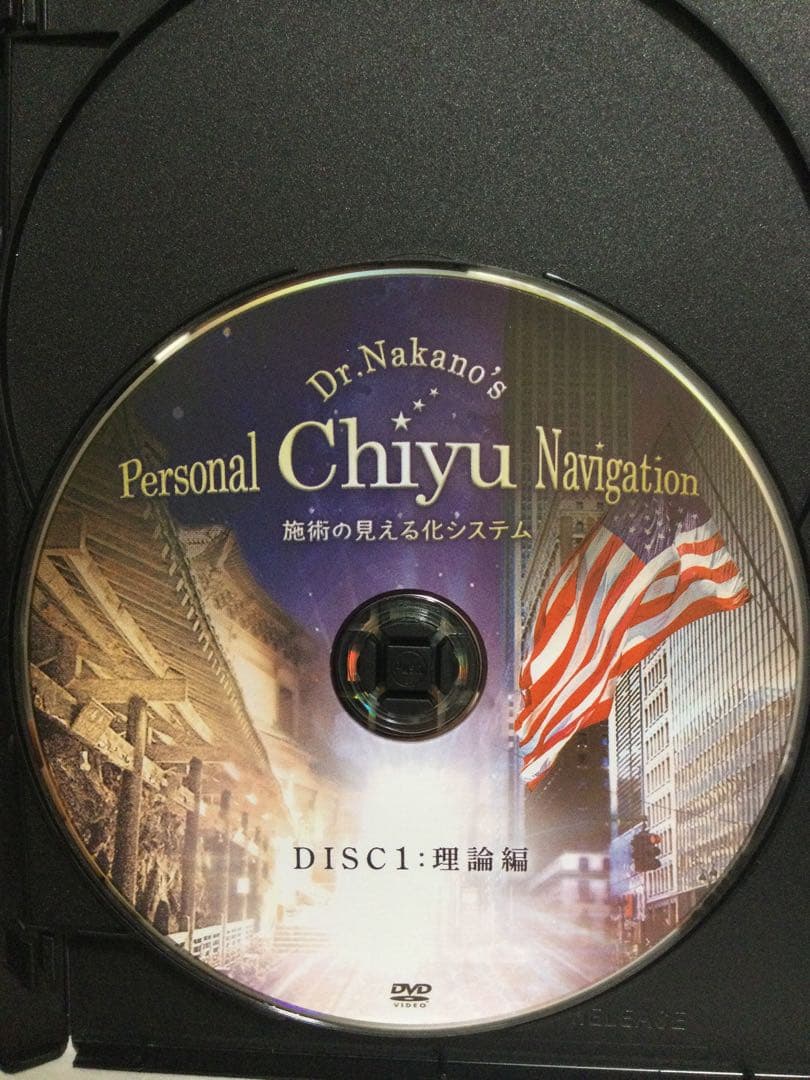 Dr.Nakano's
Personal Chiyu Navigation
施術の見える化システム
DISC1:理論編
DVD
VIDEO
RELEASE